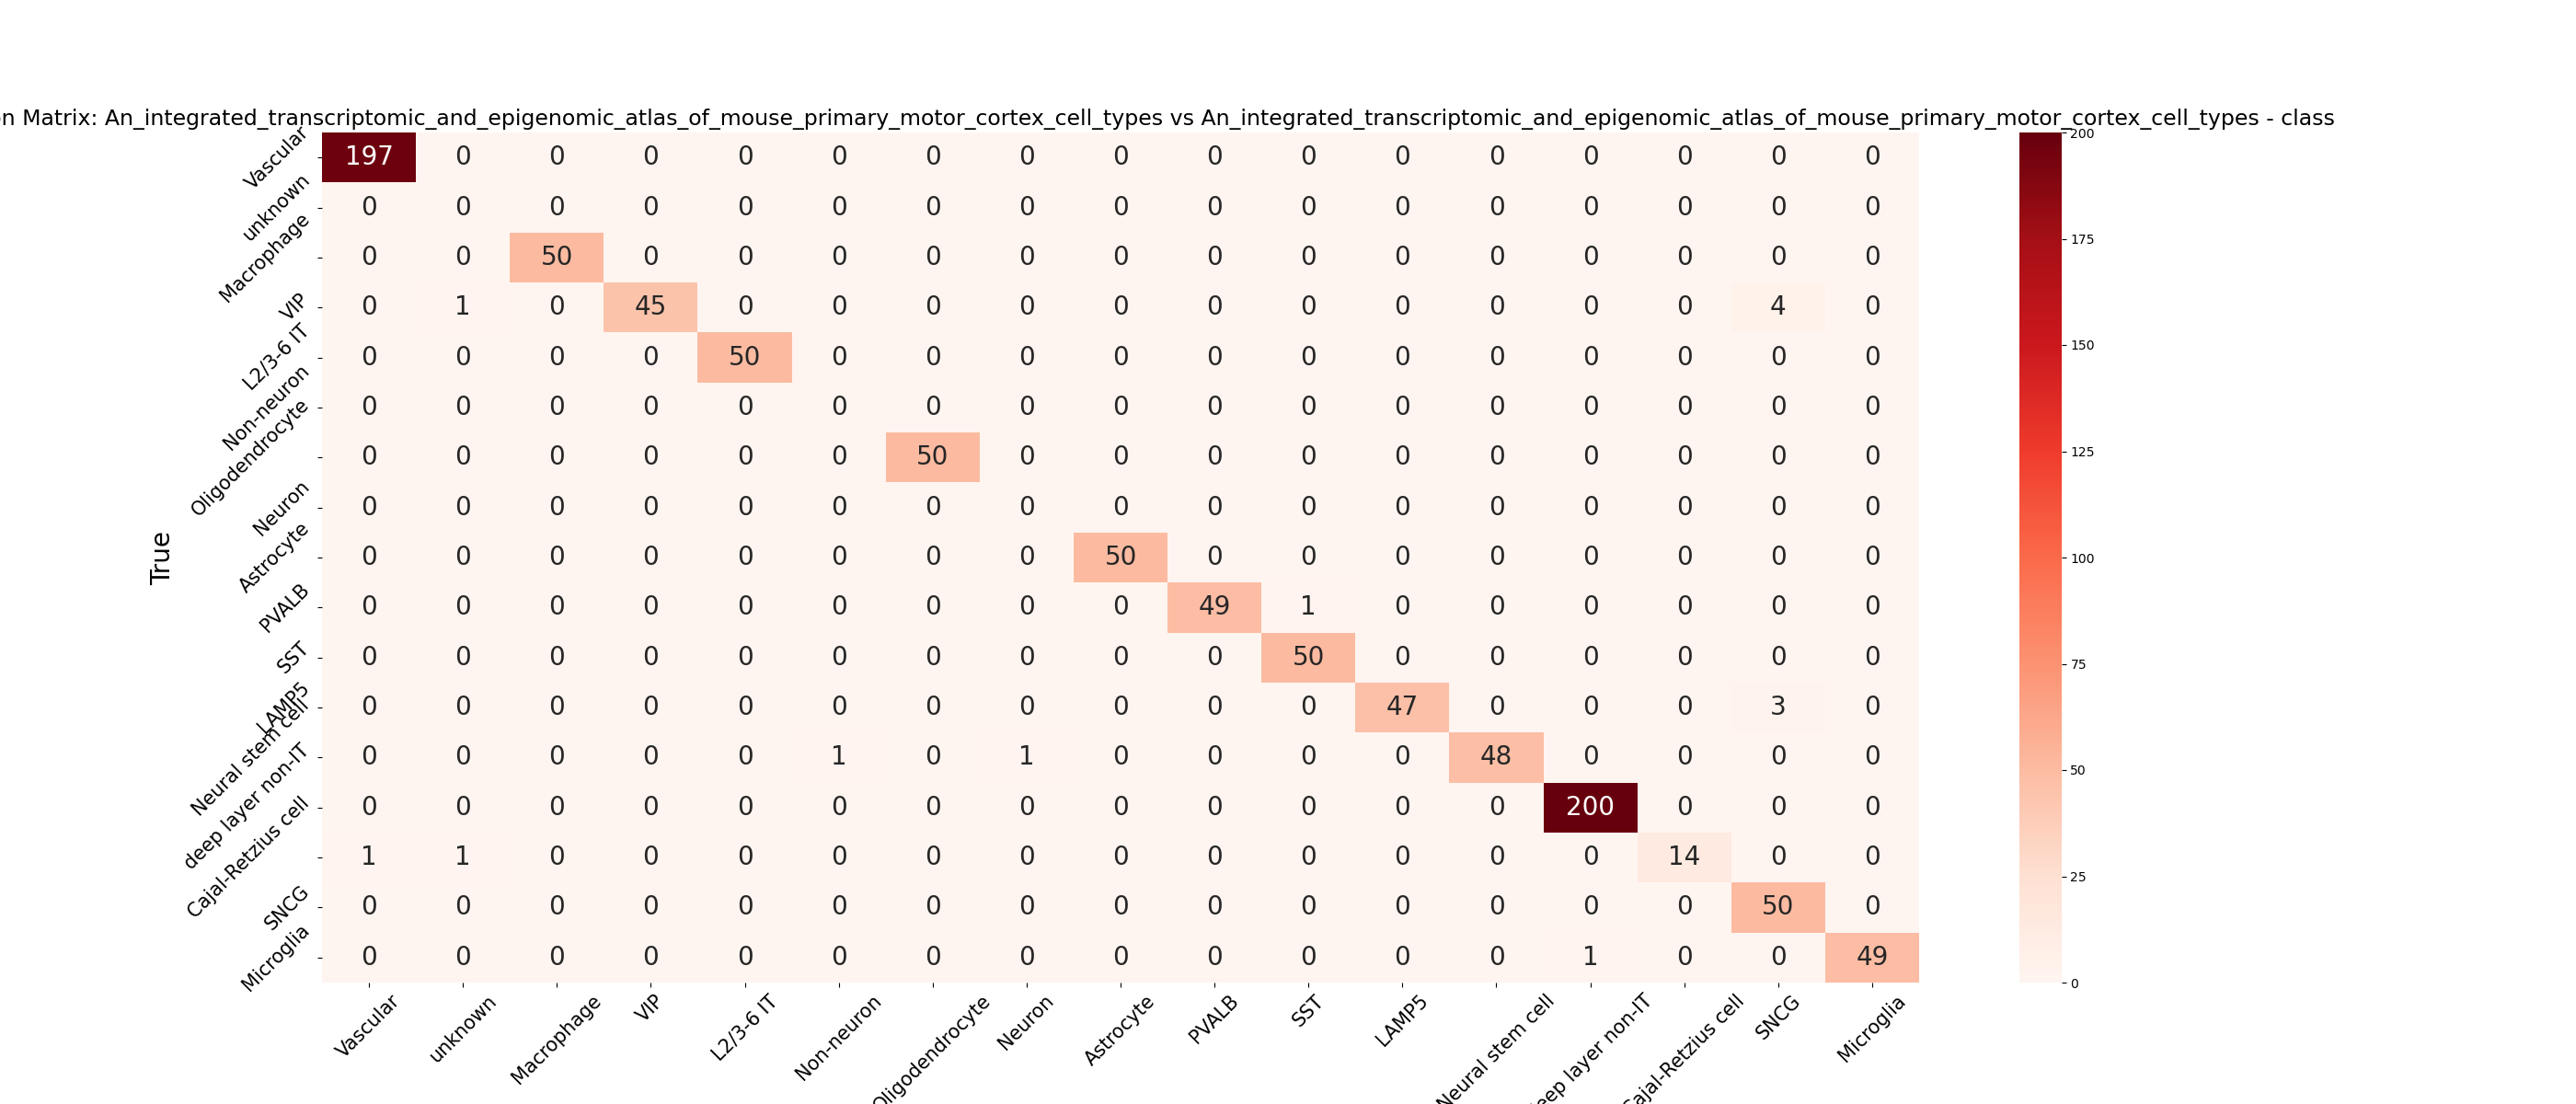 n Matrix: An_integrated_transcriptomic_and_epigenomic_atlas_of_mouse_primary_motor_cortex_cell_types vs An_integrated_transcriptomic_and_epigenomic_atlas_of_mouse_primary_motor_cortex_cell_types - class
Vascular 197 0 0 0 0 0 0 0 0 0 0 0 0 0 0 0 0
unknown 0 0 0 0 0 0 0 0 0 0 0 0 0 0 0 0 0
Macrophage 0 0 50 0 0 0 0 0 0 0 0 0 0 0 0 0 0
VIP 0 1 0 45 0 0 0 0 0 0 0 0 0 0 0 4 0
L2/3-6 IT 0 0 0 0 50 0 0 0 0 0 0 0 0 0 0 0 0
Non-neuron 0 0 0 0 0 0 0 0 0 0 0 0 0 0 0 0 0
Oligodendrocyte 0 0 0 0 0 0 50 0 0 0 0 0 0 0 0 0 0
Neuron 0 0 0 0 0 0 0 0 0 0 0 0 0 0 0 0 0
Astrocyte 0 0 0 0 0 0 0 0 50 0 0 0 0 0 0 0 0
PVALB 0 0 0 0 0 0 0 0 0 49 1 0 0 0 0 0 0
SST 0 0 0 0 0 0 0 0 0 0 50 0 0 0 0 0 0
LAMP5 0 0 0 0 0 0 0 0 0 0 0 47 0 0 0 3 0
Neural stem cell 0 0 0 0 0 1 0 1 0 0 0 0 48 0 0 0 0
deep layer non-IT 0 0 0 0 0 0 0 0 0 0 0 0 0 200 0 0 0
Cajal-Retzius cell 1 1 0 0 0 0 0 0 0 0 0 0 0 0 14 0 0
SNCG 0 0 0 0 0 0 0 0 0 0 0 0 0 0 0 50 0
Microglia 0 0 0 0 0 0 0 0 0 0 0 0 0 1 0 0 49
True
Vascular unknown Macrophage VIP L2/3-6 IT Non-neuron Oligodendrocyte Neuron Astrocyte PVALB SST LAMP5 Neural stem cell eep layer non-IT Cajal-Retzius cell SNCG Microglia
200
175
150
125
100
75
50
25
0